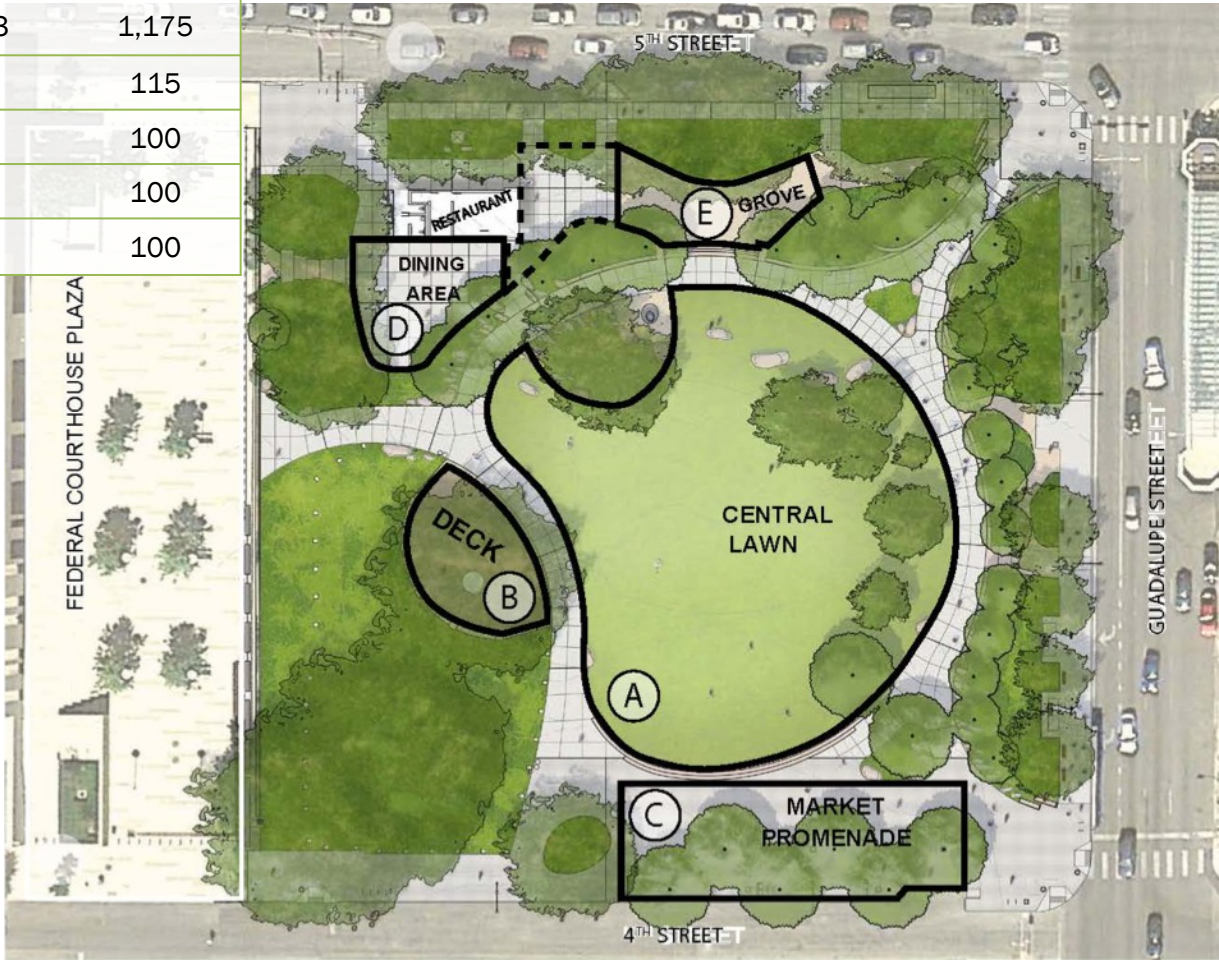 3 1,175
115
100
100
100
5TH STREET
RESTAURANT
E
GROVE
DINING
AREA
D
FEDERAL COURTHOUSE PLAZA
DECK
B
CENTRAL
LAWN
GUADALUPE STREET
A
C
MARKET
PROMENADE
4TH STREET